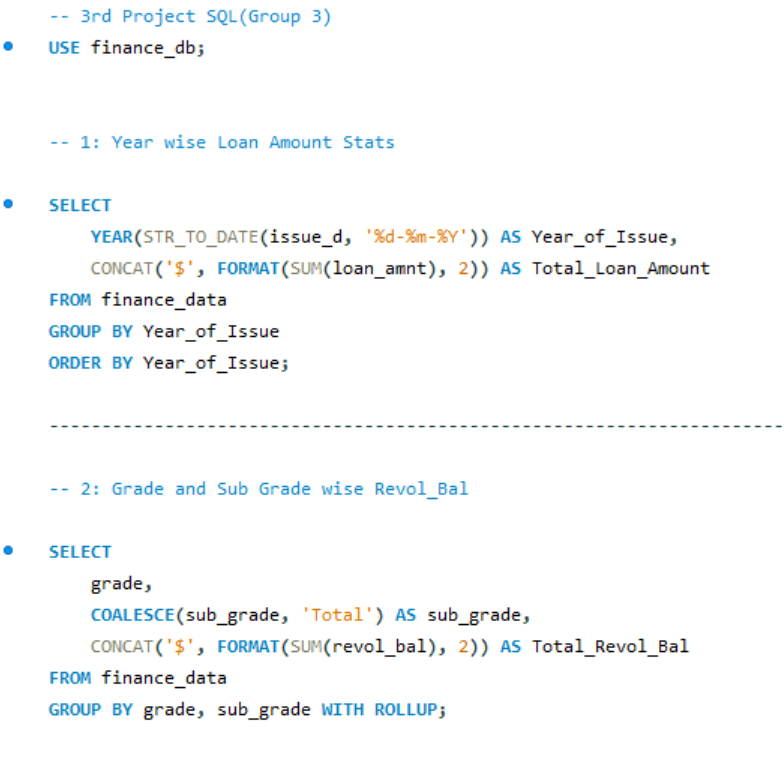 -- 3rd Project SQL(Group 3)
USE finance_db;
-- 1: Year wise Loan Amount Stats
SELECT
YEAR(STR_TO_DATE(issue_d, '%d-%m-%Y')) AS Year_of_Issue,
CONCAT('$', FORMAT(SUM(loan_amnt), 2)) AS Total_Loan_Amount
FROM finance_data
GROUP BY Year_of_Issue
ORDER BY Year_of_Issue;
----------------------------------------------------------------------
-- 2: Grade and Sub Grade wise Revol_Bal
SELECT
grade,
COALESCE(sub_grade, 'Total') AS sub_grade,
CONCAT('$', FORMAT(SUM(revol_bal), 2)) AS Total_Revol_Bal
FROM finance_data
GROUP BY grade, sub_grade WITH ROLLUP;